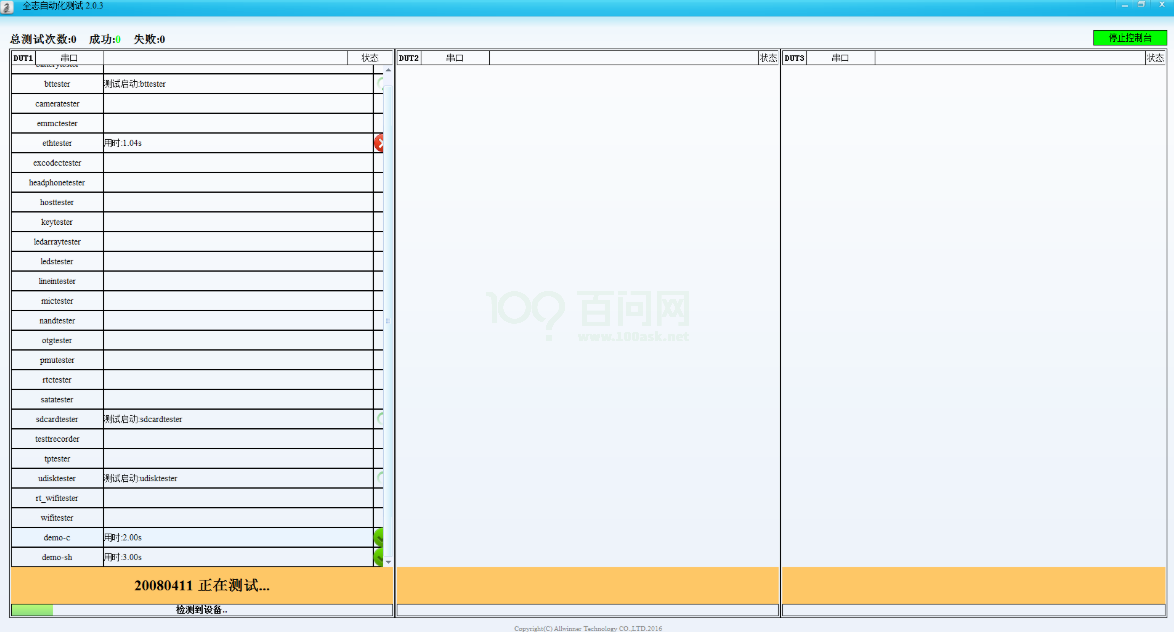 全志自动化测试 2.0.3
总测试次数:0 成功:0 失败:0 停止控制台
DUT1 串口 状态 DUT2 串口 状态 DUT3 串口 状态
batterytester
bttester 测试启动:bttester
cameratester
emmctester
ethtester 用时:1.04s
excodectester
headphonetester
hosttester
keytester
ledarraytester
ledstester
lineintester
mictester
nandtester
otgtester
pmutester
rtctester
satatester
sdcardtester 测试启动:sdcardtester
testtrecorder
tptester
udisktester 测试启动:udisktester
rt_wifitester
wifitester
demo-c 用时:2.00s
demo-sh 用时:3.00s
100? 百问网
www.100ask.net
20080411 正在测试...
检测到设备..
Copyright(C) Allwinner Technology CO.,LTD.2016